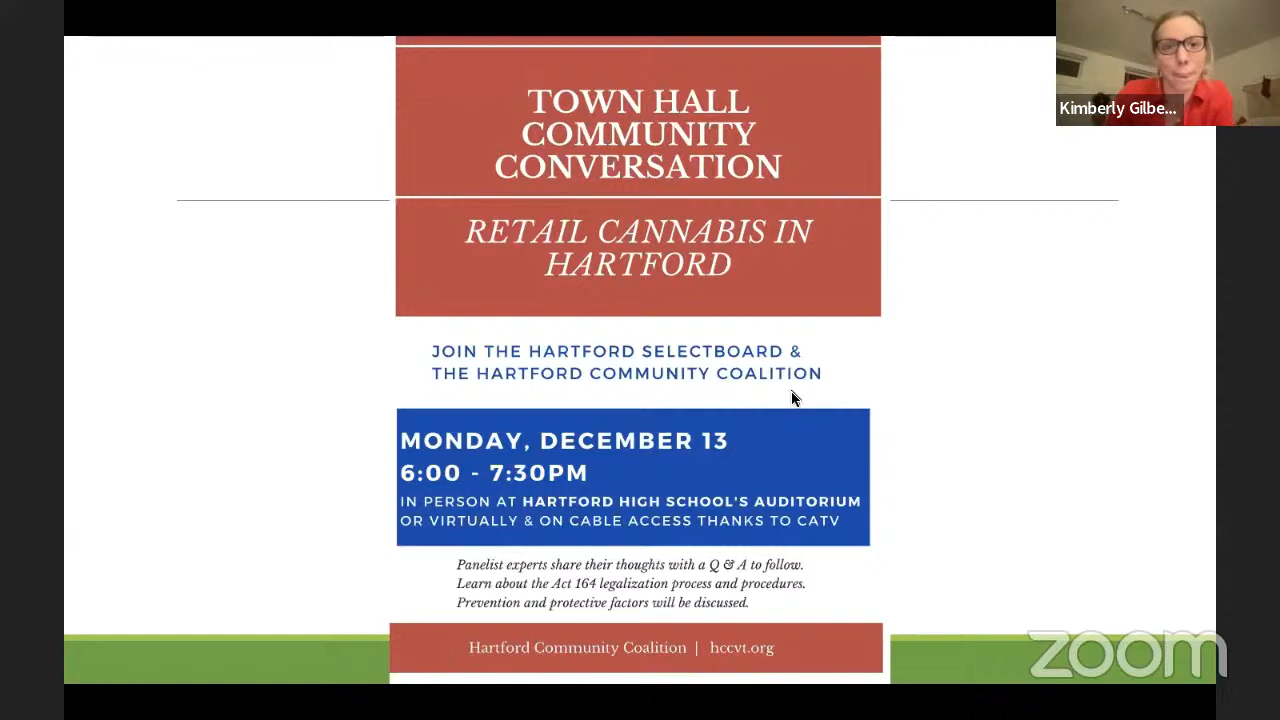 TOWN HALL
COMMUNITY
CONVERSATION
RETAIL CANNABIS IN
HARTFORD
JOIN THE HARTFORD SELECTBOARD &
THE HARTFORD COMMUNITY COALITION
MONDAY, DECEMBER 13
6:00 - 7:30PM
IN PERSON AT HARTFORD HIGH SCHOOL'S AUDITORIUM
OR VIRTUALLY & ON CABLE ACCESS THANKS TO CATV
Panelist experts share their thoughts with a Q & A to follow.
Learn about the Act 164 legalization process and procedures.
Prevention and protective factors will be discussed.
Hartford Community Coalition | hccvt.org
Kimberly Gilbe...
zoom